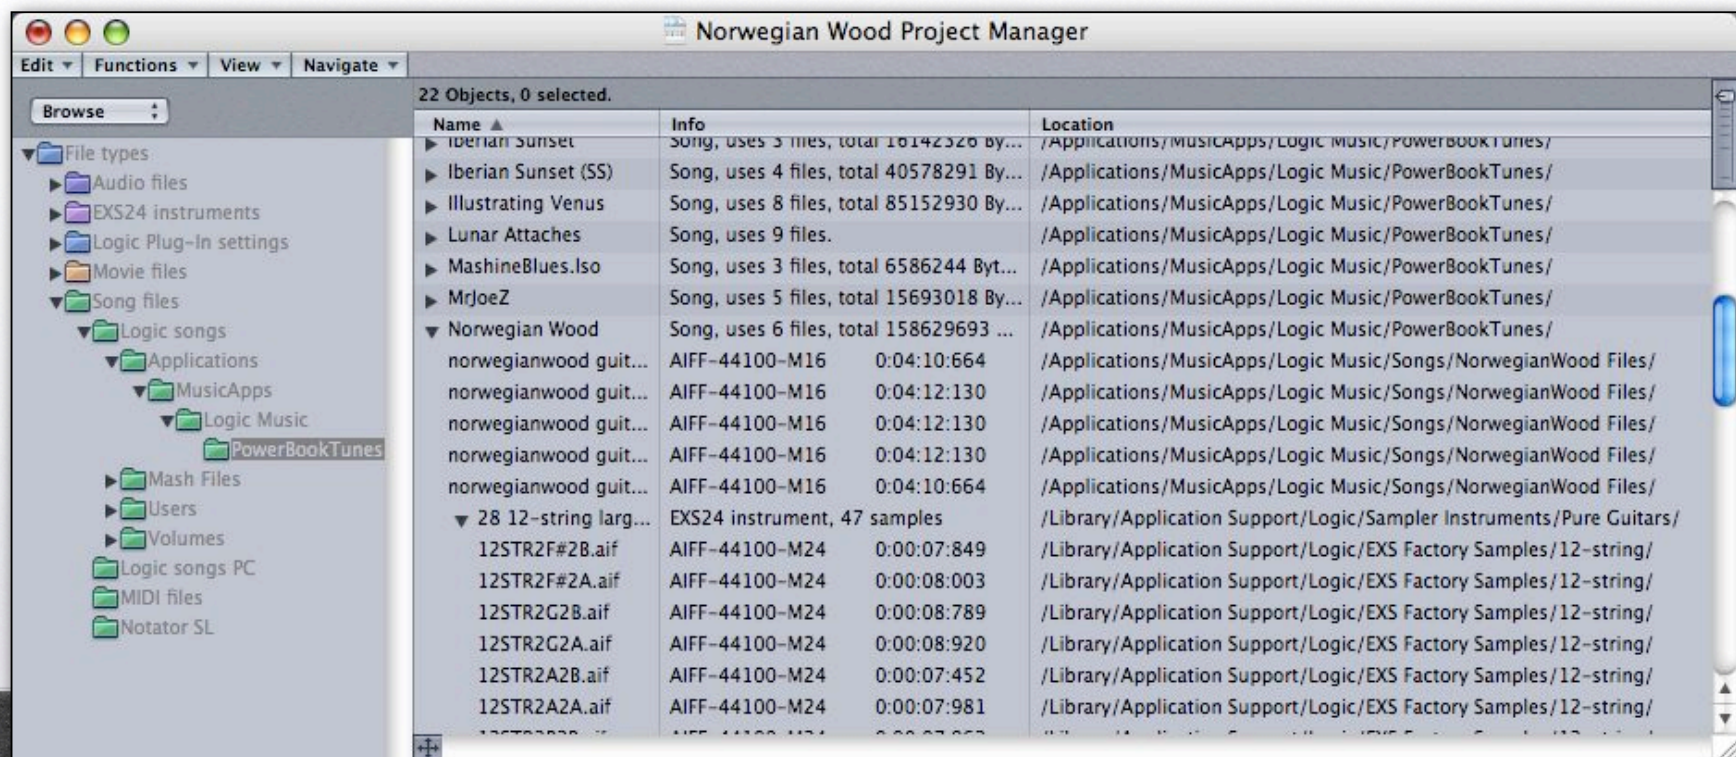 Norwegian Wood Project Manager
Edit Functions View Navigate
Browse
File types
Audio files
EXS24 instruments
Logic Plug-In settings
Movie files
Song files
Logic songs
Applications
MusicApps
Logic Music
PowerBookTunes
Mash Files
Users
Volumes
Logic songs PC
MIDI files
Notator SL
22 Objects, 0 selected.
Name Info Location
Iberian Sunset Song, uses 3 files, total 16142326 By... /Applications/MusicApps/Logic Music/PowerBookTunes/
Iberian Sunset (SS) Song, uses 4 files, total 40578291 By... /Applications/MusicApps/Logic Music/PowerBookTunes/
Illustrating Venus Song, uses 8 files, total 85152930 By... /Applications/MusicApps/Logic Music/PowerBookTunes/
Lunar Attaches Song, uses 9 files. /Applications/MusicApps/Logic Music/PowerBookTunes/
MashineBlues.lso Song, uses 3 files, total 6586244 Byt... /Applications/MusicApps/Logic Music/PowerBookTunes/
MrJoeZ Song, uses 5 files, total 15693018 By... /Applications/MusicApps/Logic Music/PowerBookTunes/
Norwegian Wood Song, uses 6 files, total 158629693 ... /Applications/MusicApps/Logic Music/PowerBookTunes/
norwegianwood guit... AIFF-44100-M16 0:04:10:664 /Applications/MusicApps/Logic Music/Songs/NorwegianWood Files/
norwegianwood guit... AIFF-44100-M16 0:04:12:130 /Applications/MusicApps/Logic Music/Songs/NorwegianWood Files/
norwegianwood guit... AIFF-44100-M16 0:04:12:130 /Applications/MusicApps/Logic Music/Songs/NorwegianWood Files/
norwegianwood guit... AIFF-44100-M16 0:04:12:130 /Applications/MusicApps/Logic Music/Songs/NorwegianWood Files/
norwegianwood guit... AIFF-44100-M16 0:04:10:664 /Applications/MusicApps/Logic Music/Songs/NorwegianWood Files/
28 12-string larg... EXS24 instrument, 47 samples /Library/Application Support/Logic/Sampler Instruments/Pure Guitars/
12STR2F#2B.aif AIFF-44100-M24 0:00:07:849 /Library/Application Support/Logic/EXS Factory Samples/12-string/
12STR2F#2A.aif AIFF-44100-M24 0:00:08:003 /Library/Application Support/Logic/EXS Factory Samples/12-string/
12STR2G2B.aif AIFF-44100-M24 0:00:08:789 /Library/Application Support/Logic/EXS Factory Samples/12-string/
12STR2G2A.aif AIFF-44100-M24 0:00:08:920 /Library/Application Support/Logic/EXS Factory Samples/12-string/
12STR2A2B.aif AIFF-44100-M24 0:00:07:452 /Library/Application Support/Logic/EXS Factory Samples/12-string/
12STR2A2A.aif AIFF-44100-M24 0:00:07:981 /Library/Application Support/Logic/EXS Factory Samples/12-string/